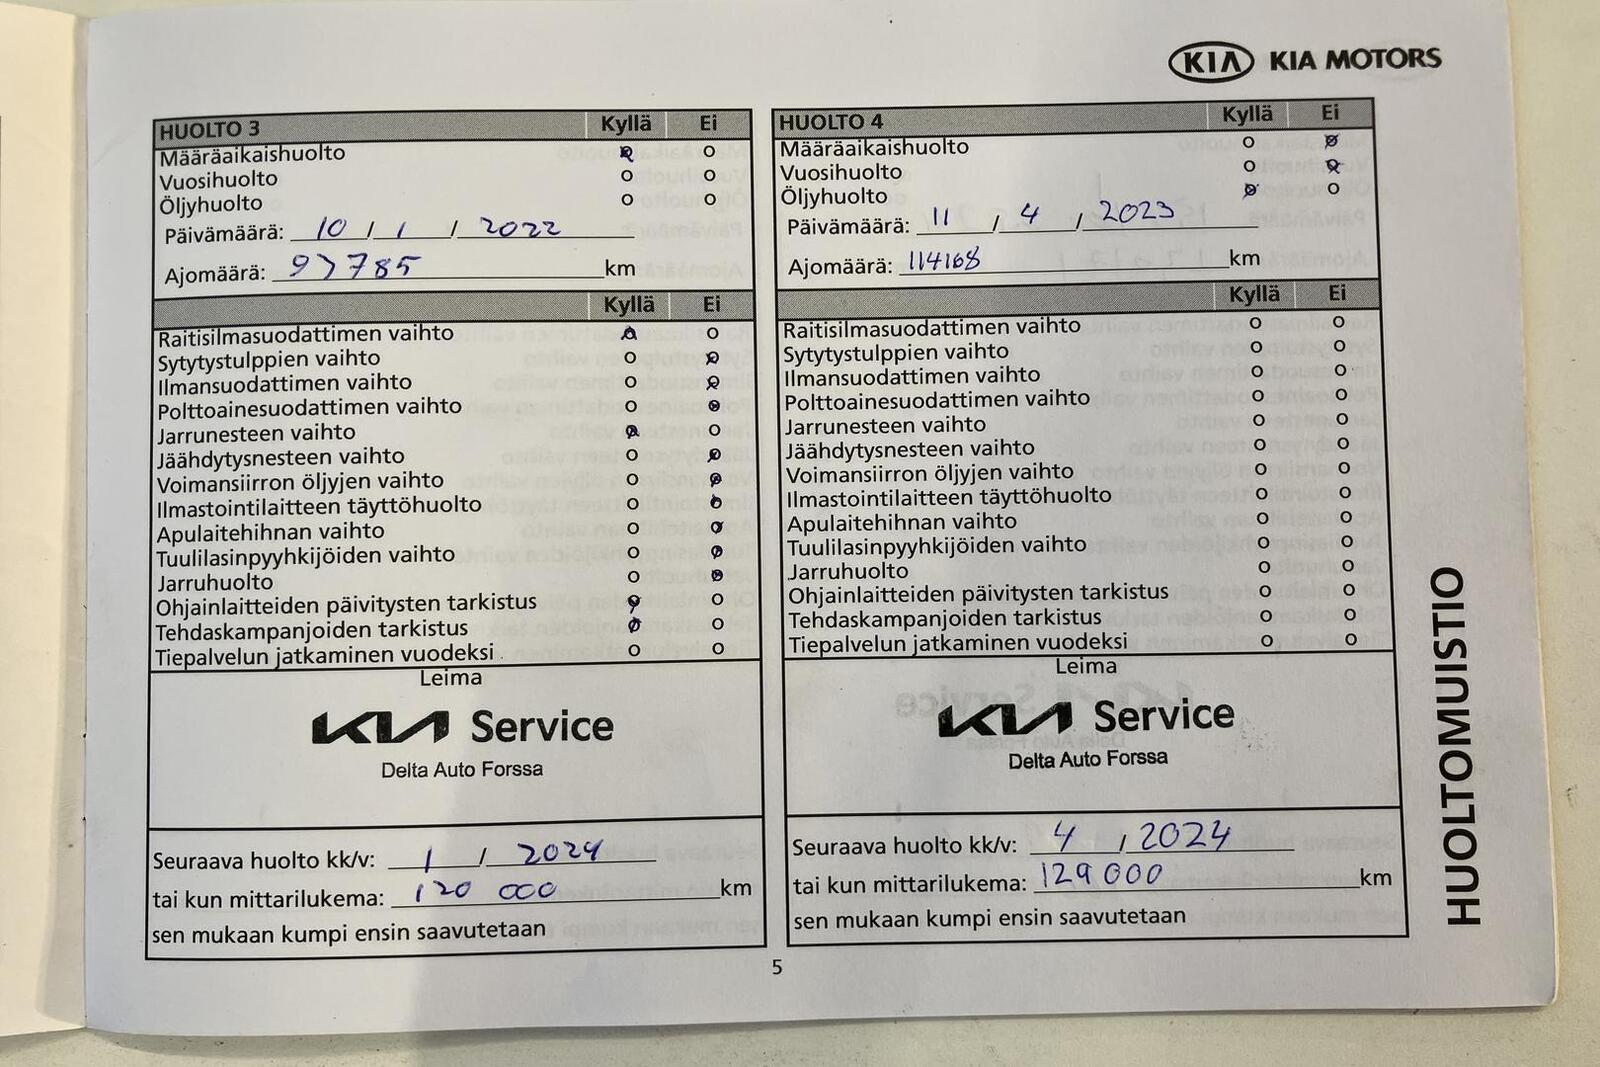 KIA KIA MOTORS
HUOLTO 3 Kyllä Ei
Määräaikaishuolto o o
Vuosihuolto o o
Öljyhuolto o o
Päivämäärä: 10 / 1 / 2022
Ajomäärä: 97785 km
Kyllä Ei
Raitisilmasuodattimen vaihto o o
Sytytystulppien vaihto o o
Ilmansuodattimen vaihto o o
Polttoainesuodattimen vaihto o o
Jarrunesteen vaihto o o
Jäähdytysnesteen vaihto o o
Voimansiirron öljyjen vaihto o o
Ilmastointilaitteen täyttöhuolto o o
Apulaitehihnan vaihto o o
Tuulilasinpyyhkijöiden vaihto o o
Jarruhuolto o o
Ohjainlaitteiden päivitysten tarkistus o o
Tehdaskampanjoiden tarkistus o o
Tiepalvelun jatkaminen vuodeksi o o
Leima
KIA Service
Delta Auto Forssa
Seuraava huolto kk/v: 1 / 2024
tai kun mittarilukema: 120 000 km
sen mukaan kumpi ensin saavutetaan
HUOLTO 4 Kyllä Ei
Määräaikaishuolto o o
Vuosihuolto o o
Öljyhuolto o o
Päivämäärä: 11 / 4 / 2023
Ajomäärä: 114168 km
Kyllä Ei
Raitisilmasuodattimen vaihto o o
Sytytystulppien vaihto o o
Ilmansuodattimen vaihto o o
Polttoainesuodattimen vaihto o o
Jarrunesteen vaihto o o
Jäähdytysnesteen vaihto o o
Voimansiirron öljyjen vaihto o o
Ilmastointilaitteen täyttöhuolto o o
Apulaitehihnan vaihto o o
Tuulilasinpyyhkijöiden vaihto o o
Jarruhuolto o o
Ohjainlaitteiden päivitysten tarkistus o o
Tehdaskampanjoiden tarkistus o o
Tiepalvelun jatkaminen vuodeksi o o
Leima
KIA Service
Delta Auto Forssa
Seuraava huolto kk/v: 4 / 2024
tai kun mittarilukema: 129000 km
sen mukaan kumpi ensin saavutetaan
HUOLTOMUISTIO
5